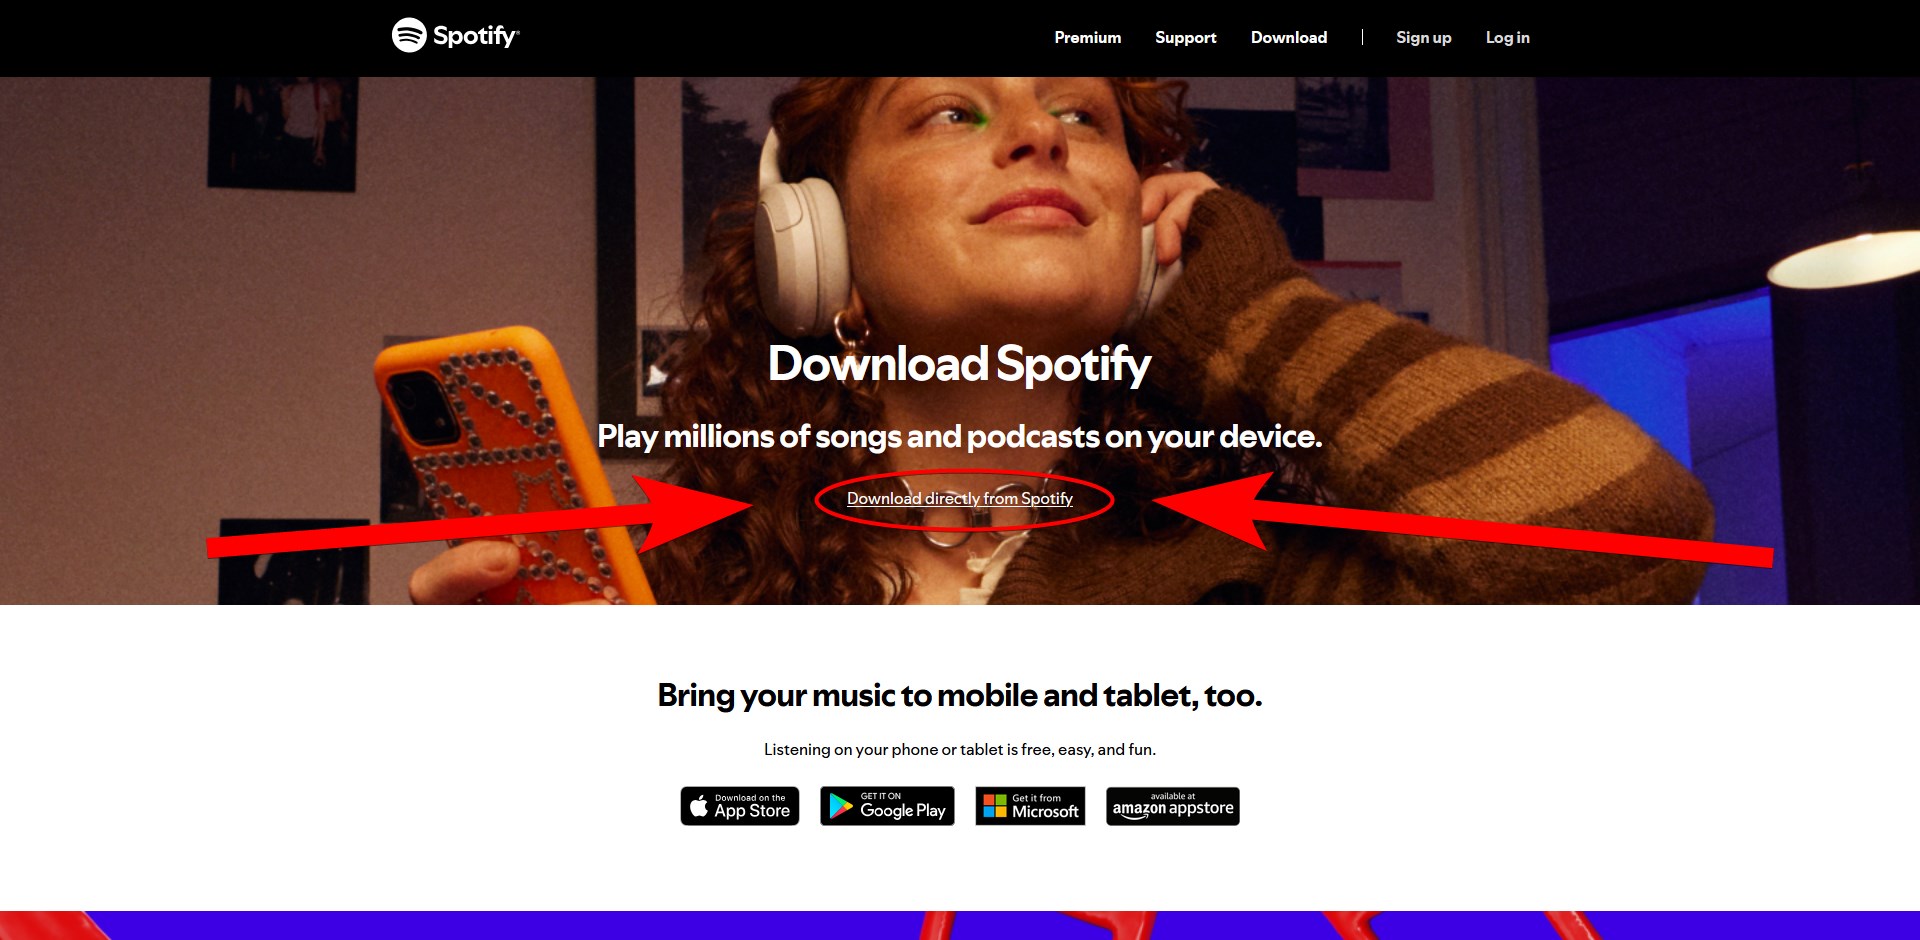 Spotify®
Premium Support Download | Sign up Log in
Download Spotify
Play millions of songs and podcasts on your device.
Download directly from Spotify
Bring your music to mobile and tablet, too.
Listening on your phone or tablet is free, easy, and fun.
Download on the
App Store
GET IT ON
Google Play
Get it from
Microsoft
available at
amazon appstore